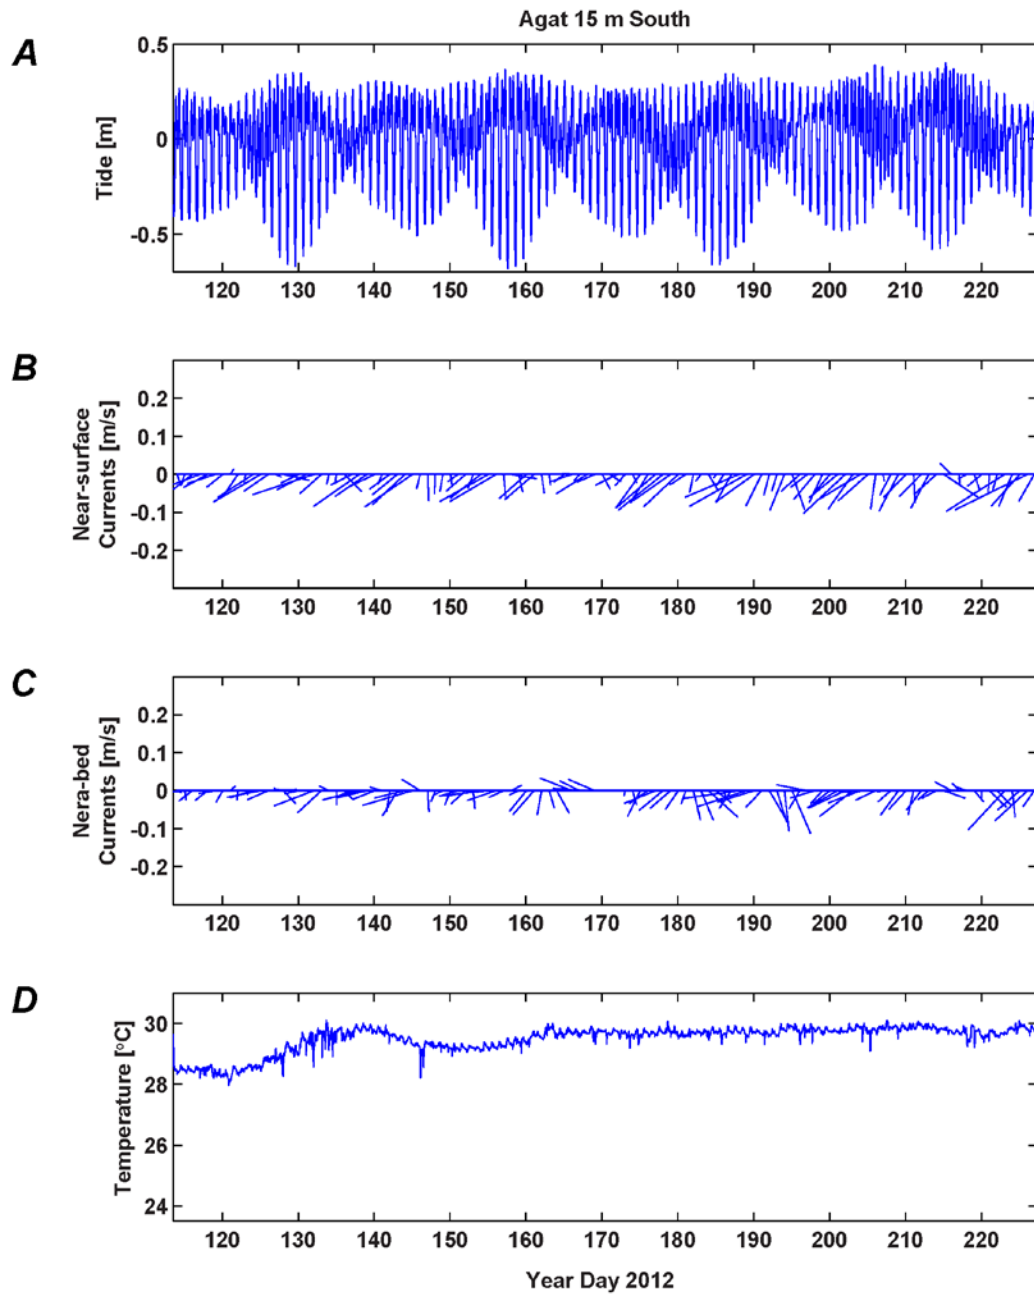 Agat 15 m South
A
Tide [m]
0.5
0
-0.5
120 130 140 150 160 170 180 190 200 210 220
B
Near-surface
Currents [m/s]
0.2
0.1
0
-0.1
-0.2
120 130 140 150 160 170 180 190 200 210 220
C
Nera-bed
Currents [m/s]
0.2
0.1
0
-0.1
-0.2
120 130 140 150 160 170 180 190 200 210 220
D
Temperature [°C]
30
28
26
24
120 130 140 150 160 170 180 190 200 210 220
Year Day 2012